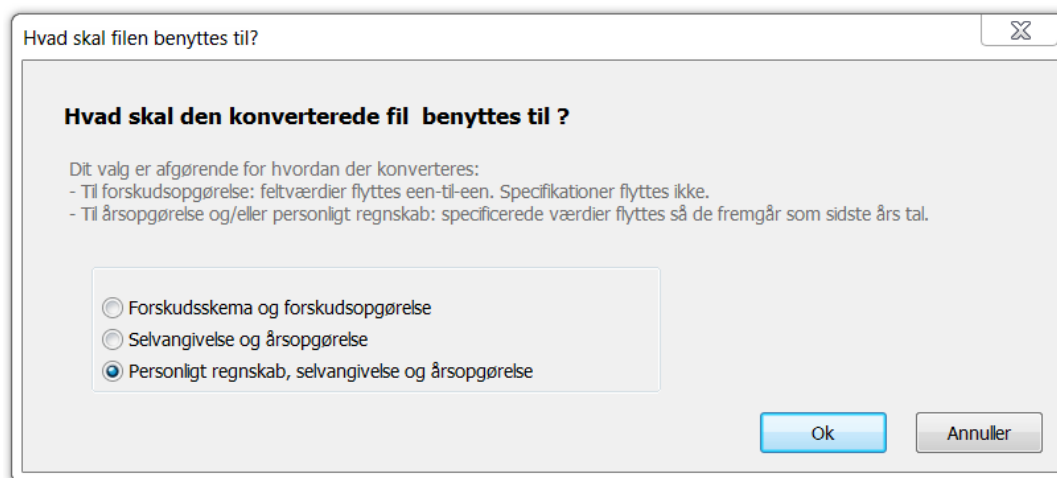 Hvad skal filen benyttes til?
Hvad skal den konverterede fil  benyttes til ?
Dit valg er afgørende for hvordan der konverteres:
- Til forskudsopgørelse: feltværdier flyttes een-til-een. Specifikationer flyttes ikke.
- Til årsopgørelse og/eller personligt regnskab: specificerede værdier flyttes så de fremgår som sidste års tal.
Forskudsskema og forskudsopgørelse
Selvangivelse og årsopgørelse
Personligt regnskab, selvangivelse og årsopgørelse
Ok
Annuller